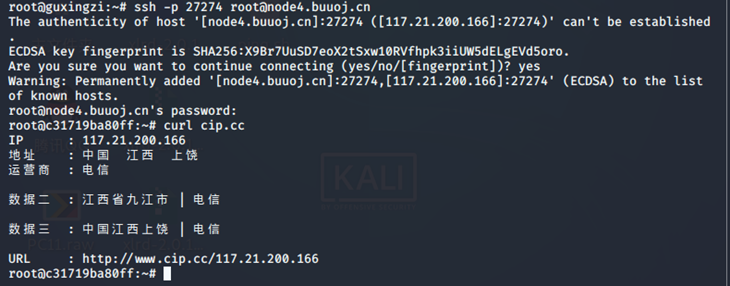 root@guxingzi:~# ssh -p 27274 root@node4.buuoj.cn
The authenticity of host '[node4.buuoj.cn]:27274 ([117.21.200.166]:27274)' can't be established
.
ECDSA key fingerprint is SHA256:X9Br7UuSD7eoX2tSxw10RVfhpk3iiUW5dELgEVd5oro.
Are you sure you want to continue connecting (yes/no/[fingerprint])? yes
Warning: Permanently added '[node4.buuoj.cn]:27274,[117.21.200.166]:27274' (ECDSA) to the list
of known hosts.
root@node4.buuoj.cn's password:
root@c31719ba80ff:~# curl cip.cc
IP : 117.21.200.166
地址 : 中国 江西 上饶
运营商 : 电信
数据二 : 江西省九江市 | 电信
数据三 : 中国江西上饶 | 电信
URL : http://www.cip.cc/117.21.200.166
root@c31719ba80ff:~#
KALI